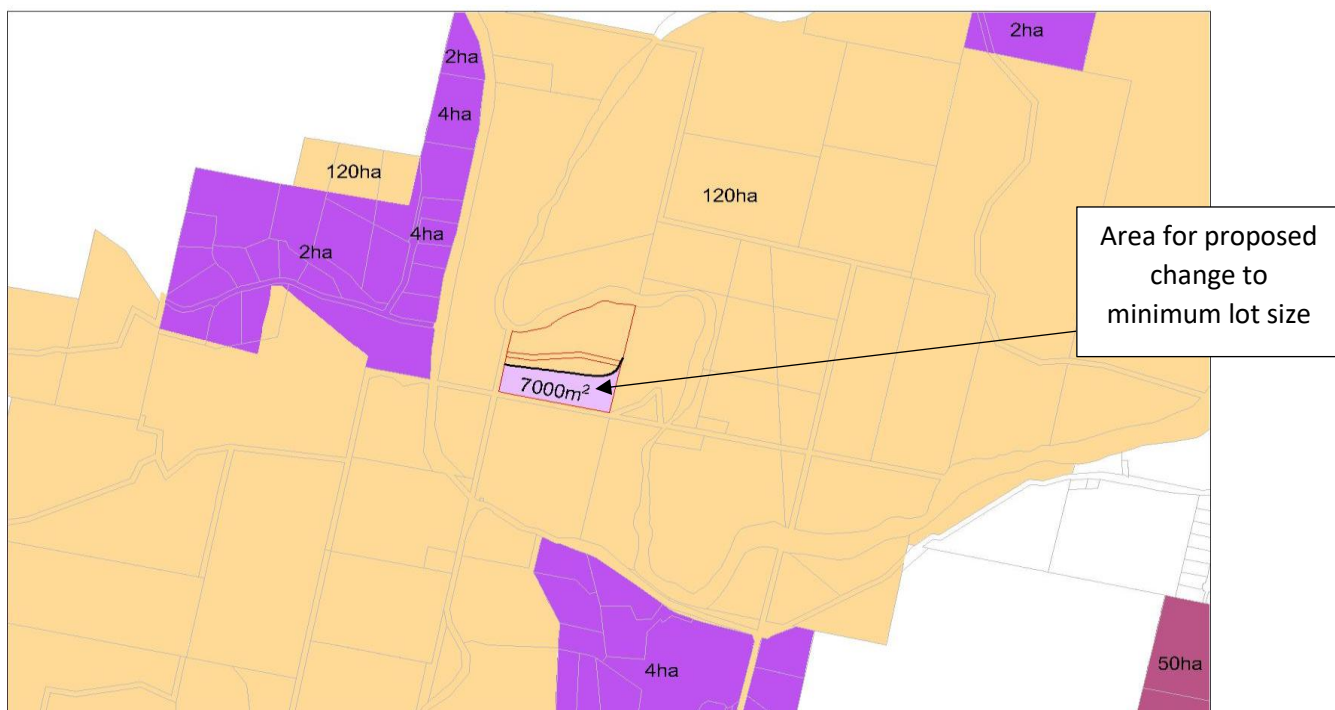 2ha
2ha
4ha
120ha
120ha
4ha
2ha
Area for proposed
change to
minimum lot size
7000m²
4ha
50ha